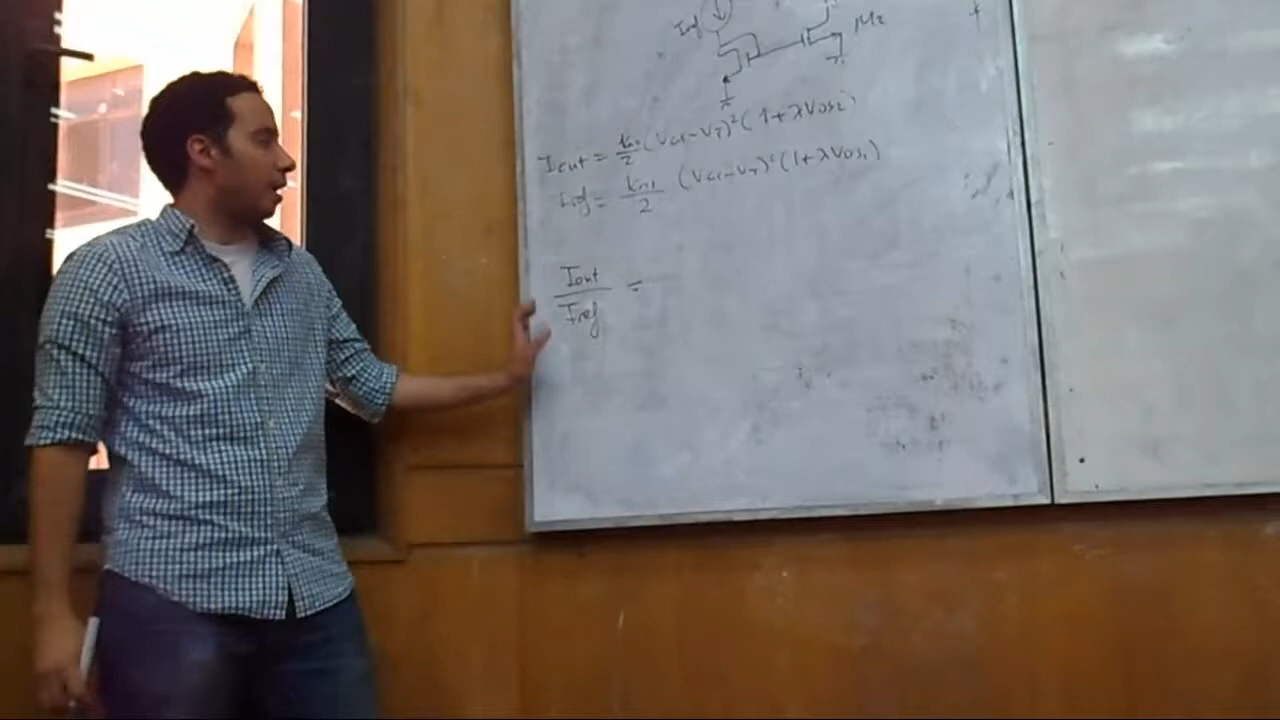 Iref M2
Iout = kn2/2 (VGS-VT)²(1+λVDS2)
Iref = kn1/2 (VGS-VT)²(1+λVDS1)
Iout/Iref =